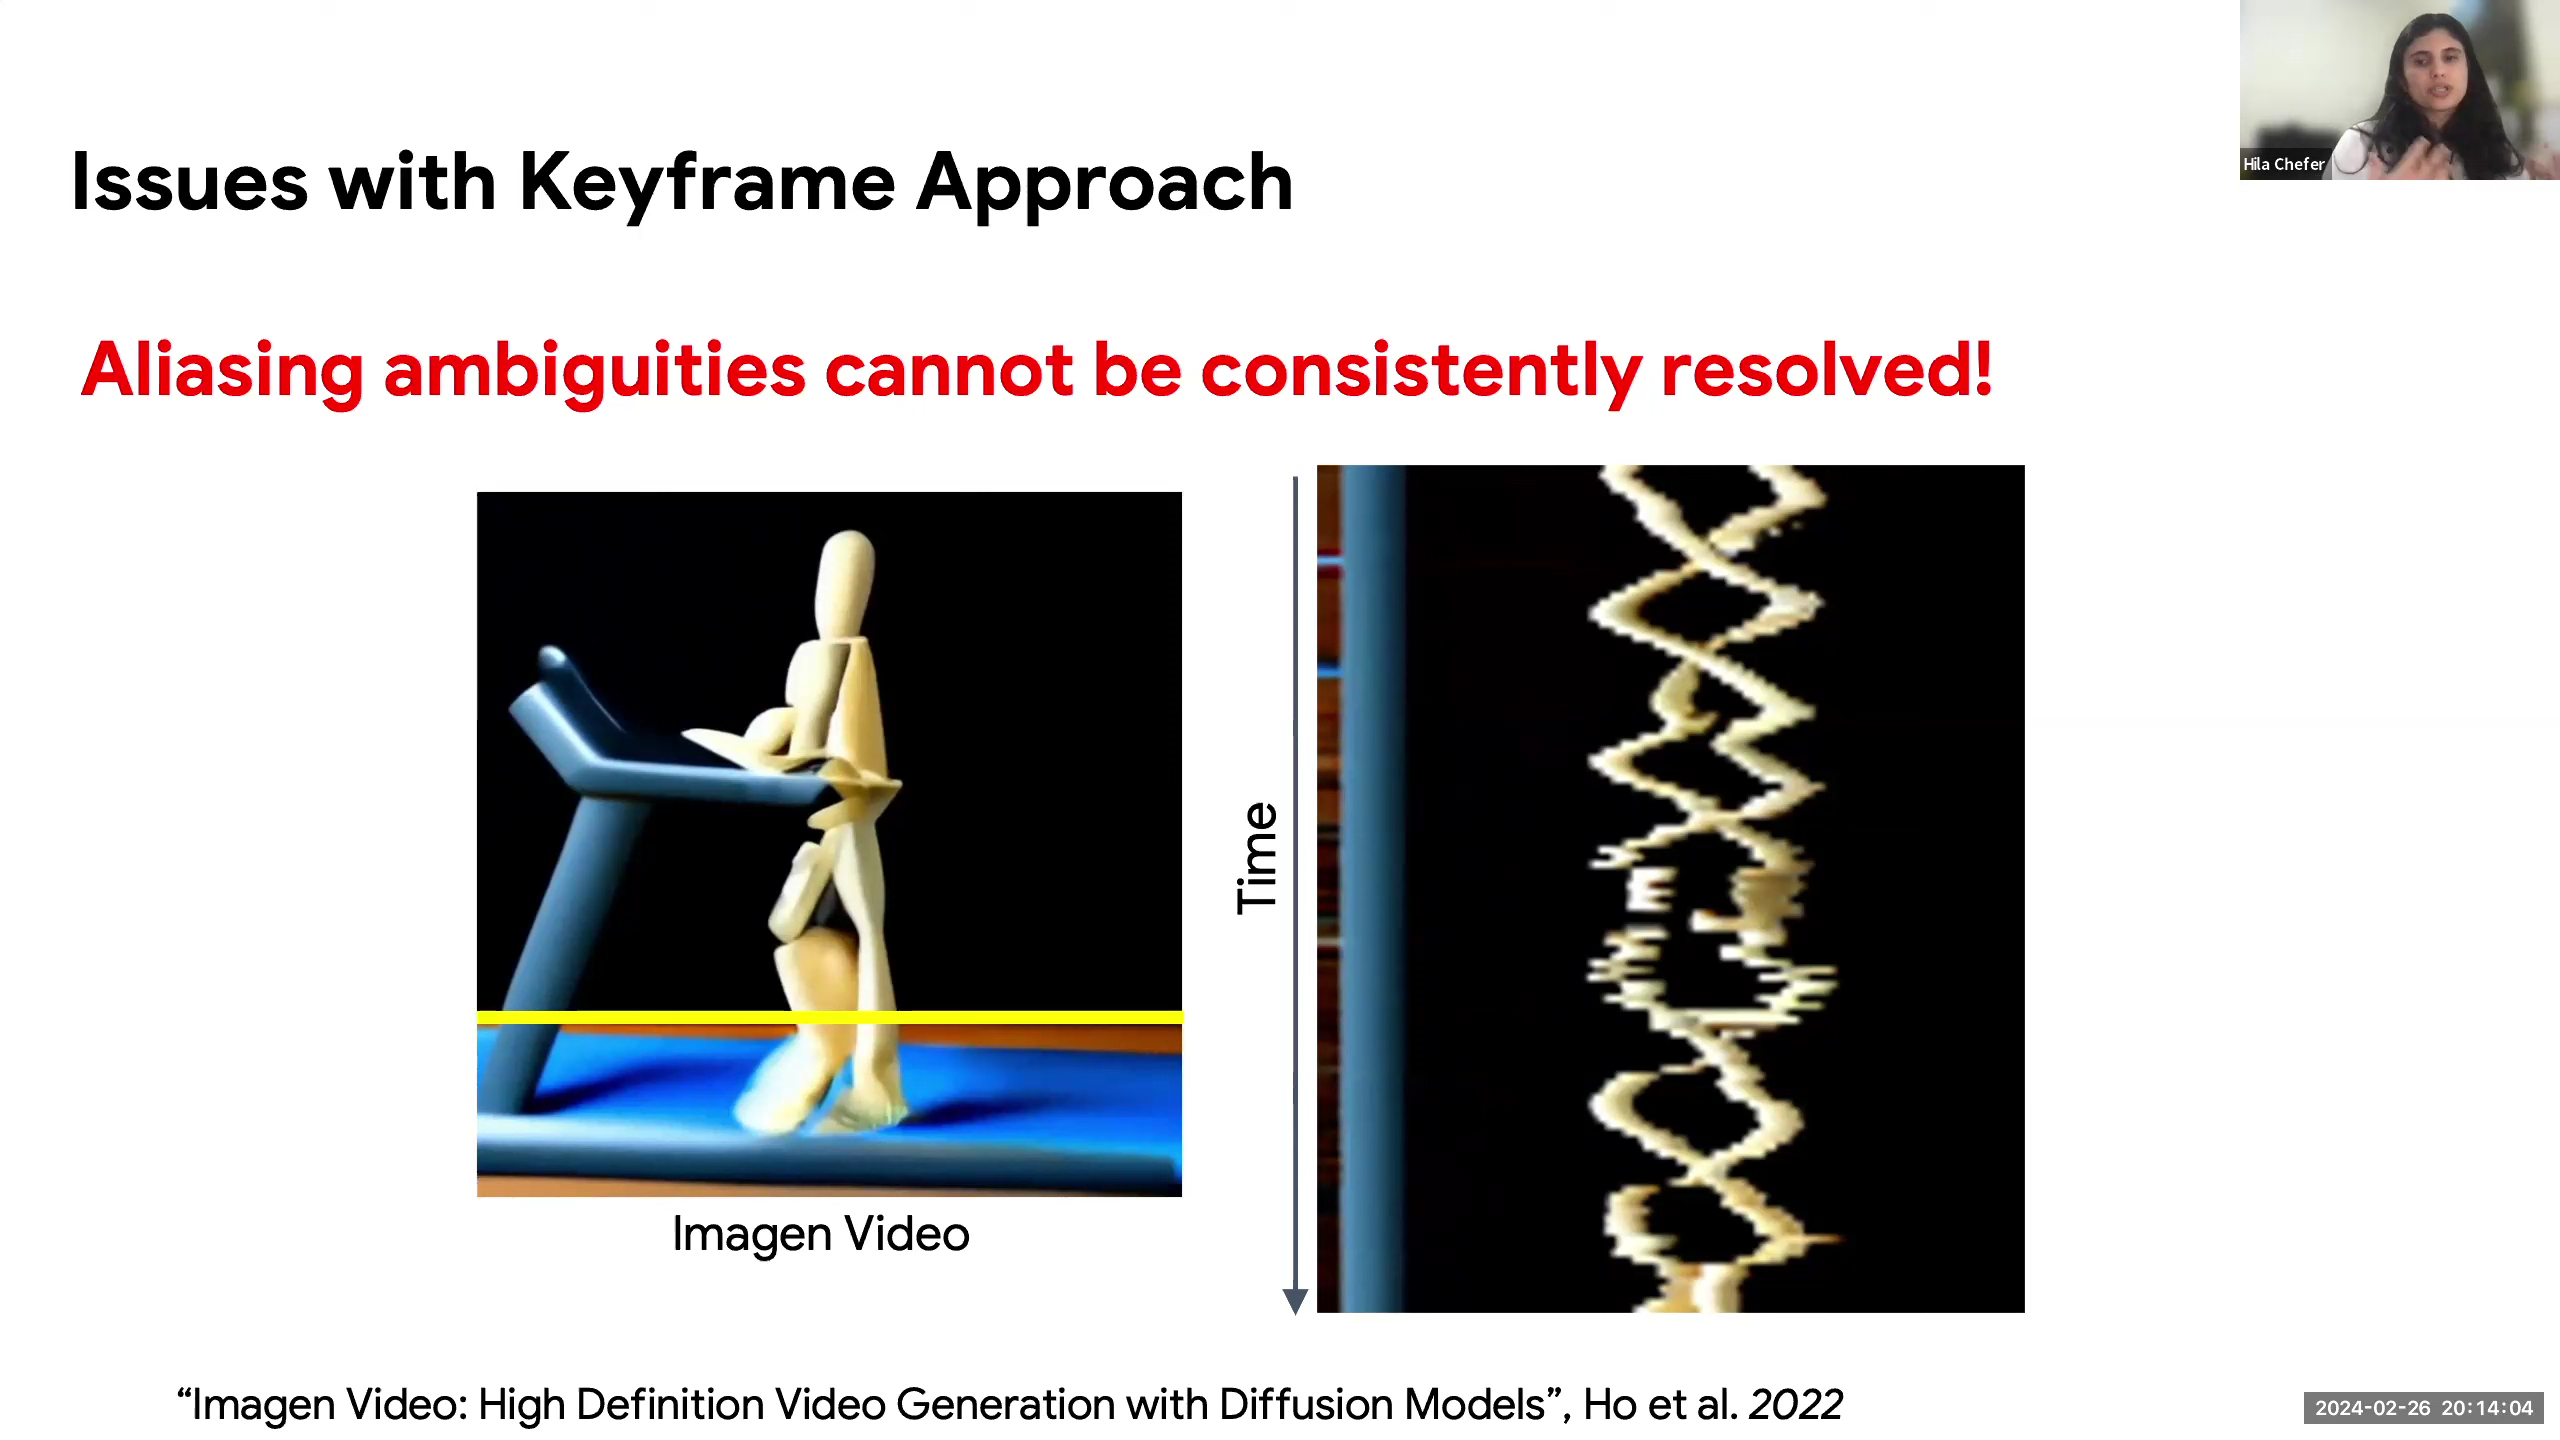 Hila Chefer
Issues with Keyframe Approach
Aliasing ambiguities cannot be consistently resolved!
Time
Imagen Video
“Imagen Video: High Definition Video Generation with Diffusion Models”, Ho et al. 2022
2024-02-26 20:14:04